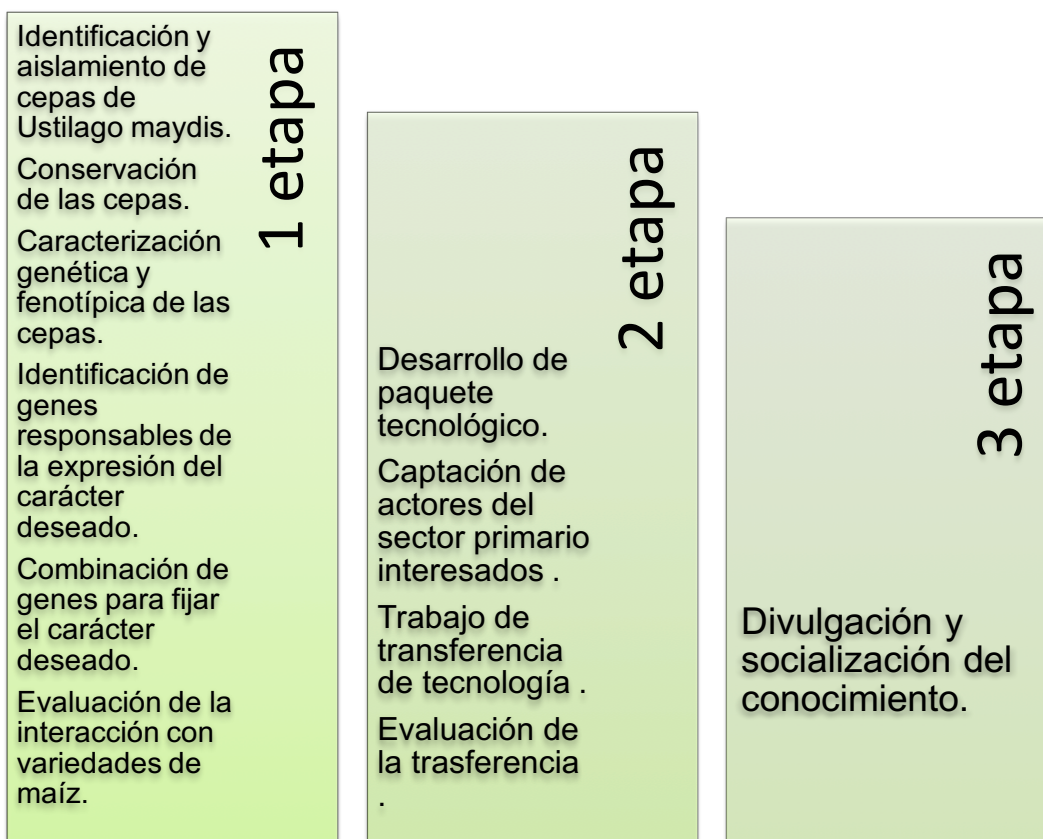 1 etapa
Identificación y
aislamiento de
cepas de
Ustilago maydis.
Conservación
de las cepas.
Caracterización
genética y
fenotípica de las
cepas.
Identificación de
genes
responsables de
la expresión del
carácter
deseado.
Combinación de
genes para fijar
el carácter
deseado.
Evaluación de la
interacción con
variedades de
maíz.
2 etapa
Desarrollo de
paquete
tecnológico.
Captación de
actores del
sector primario
interesados .
Trabajo de
transferencia
de tecnología .
Evaluación de
la trasferencia
.
3 etapa
Divulgación y
socialización del
conocimiento.